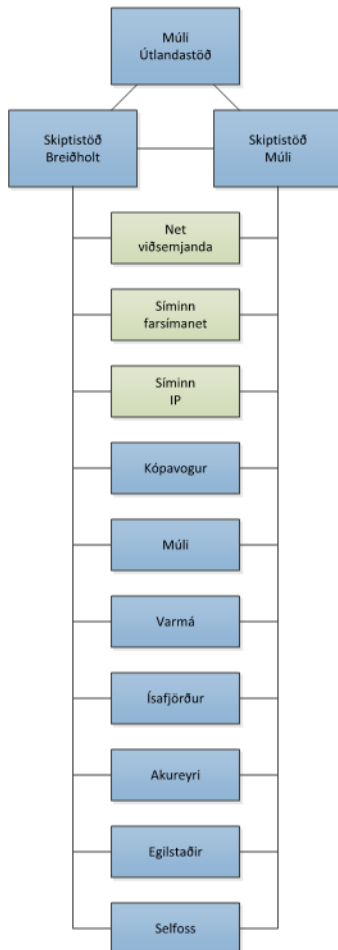 Múli
Útlandastöð
Skiptistöð
Breiðholt
Skiptistöð
Múli
Net
viðsemjanda
Síminn
farsímanet
Síminn
IP
Kópavogur
Múli
Varmá
Ísafjörður
Akureyri
Egilstaðir
Selfoss